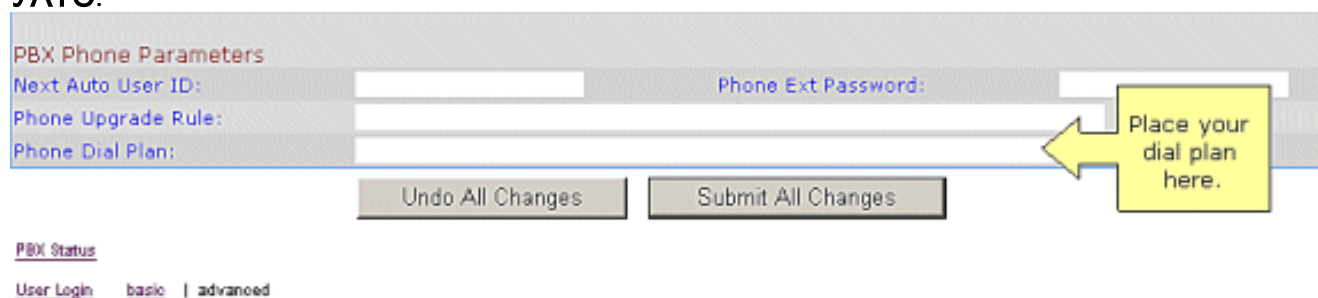 УАТС.
PBX Phone Parameters
Next Auto User ID: Phone Ext Password:
Phone Upgrade Rule:
Phone Dial Plan:
Place your
dial plan
here.
Undo All Changes Submit All Changes
PBX Status
User Login basic | advanced